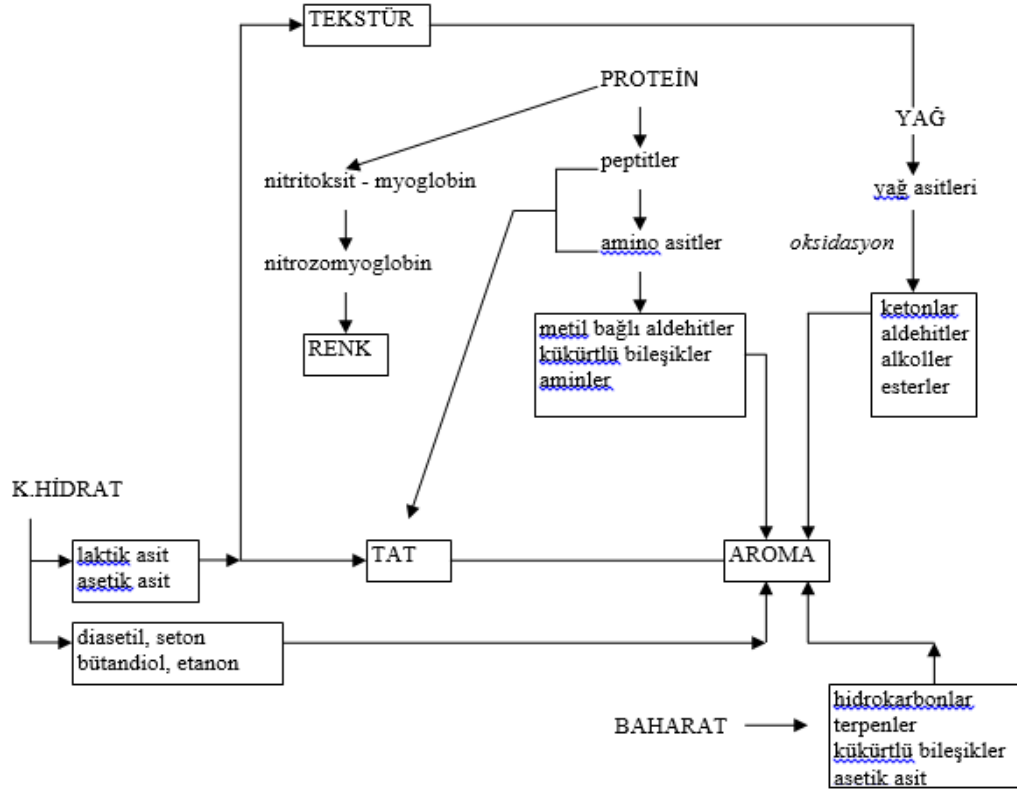 TEKSTÜR
PROTEİN
YAĞ
peptitler
nitritoksit - myoglobin
yağ asitleri
amino asitler
oksidasyon
nitrozomyoglobin
ketonlar
aldehitler
alkoller
esterler
metil bağlı aldehitler
kükürtlü bileşikler
aminler
RENK
K.HİDRAT
laktik asit
asetik asit
TAT
AROMA
diasetil, seton
bütandiol, etanon
BAHARAT
hidrokarbonlar
terpenler
kükürtlü bileşikler
asetik asit